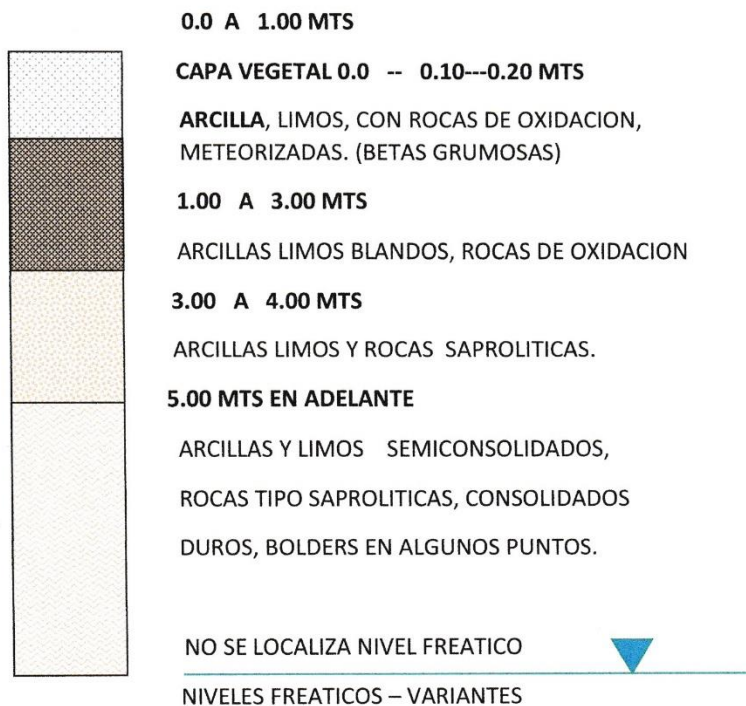 0.0 A 1.00 MTS
CAPA VEGETAL 0.0 -- 0.10---0.20 MTS
ARCILLA, LIMOS, CON ROCAS DE OXIDACION,
METEORIZADAS. (BETAS GRUMOSAS)
1.00 A 3.00 MTS
ARCILLAS LIMOS BLANDOS, ROCAS DE OXIDACION
3.00 A 4.00 MTS
ARCILLAS LIMOS Y ROCAS SAPROLITICAS.
5.00 MTS EN ADELANTE
ARCILLAS Y LIMOS SEMICONSOLIDADOS,
ROCAS TIPO SAPROLITICAS, CONSOLIDADOS
DUROS, BOLDERS EN ALGUNOS PUNTOS.
NO SE LOCALIZA NIVEL FREATICO
NIVELES FREATICOS – VARIANTES